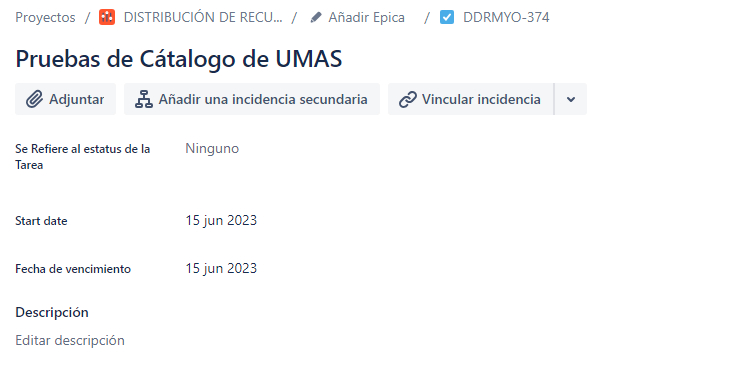 Proyectos / DISTRIBUCIÓN DE RECU... / Añadir Epica / DDRMYO-374
Pruebas de Cátalogo de UMAS
Adjuntar Añadir una incidencia secundaria Vincular incidencia
Se Refiere al estatus de la Ninguno
Tarea
Start date 15 jun 2023
Fecha de vencimiento 15 jun 2023
Descripción
Editar descripción